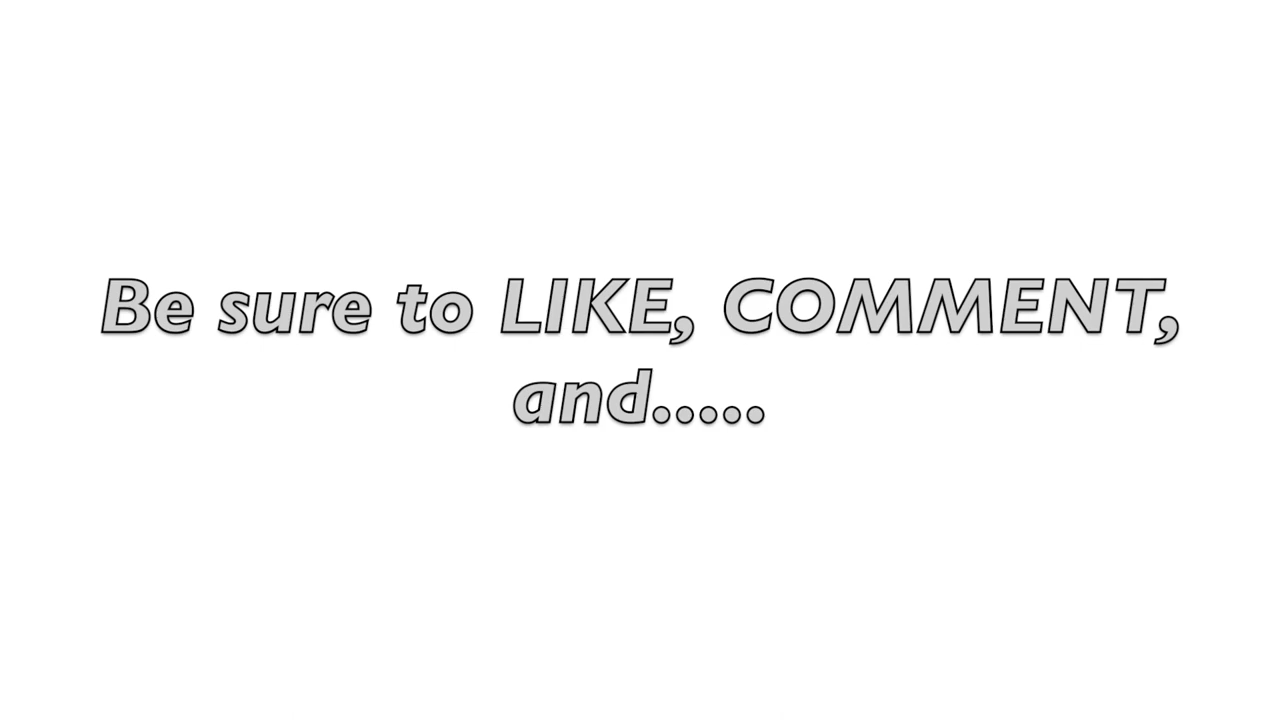 Be sure to LIKE, COMMENT,
and.....